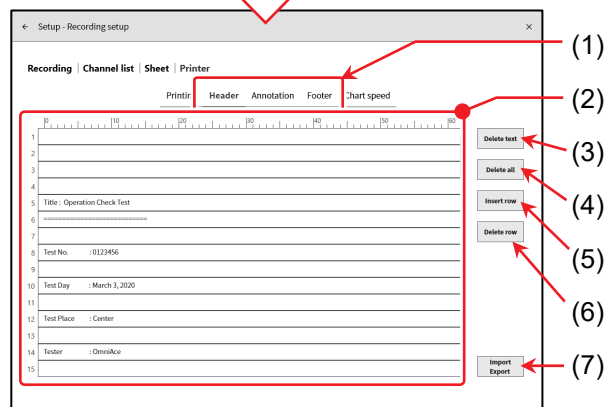 ← Setup - Recording setup ×
(1)
Recording | Channel list | Sheet | Printer
Header Annotation Footer Chart speed
(2)
0 10 20 30 40 50 60
1
Delete text
(3)
2
3
Delete all
4
(4)
5 Title : Operation Check Test
Insert row
6 ==========================
7
Delete row
(5)
8 Test No. : 0123456
9
10 Test Day : March 3, 2020
(6)
11
12 Test Place : Center
13
14 Tester : OmniAce
Import
Export
(7)
15